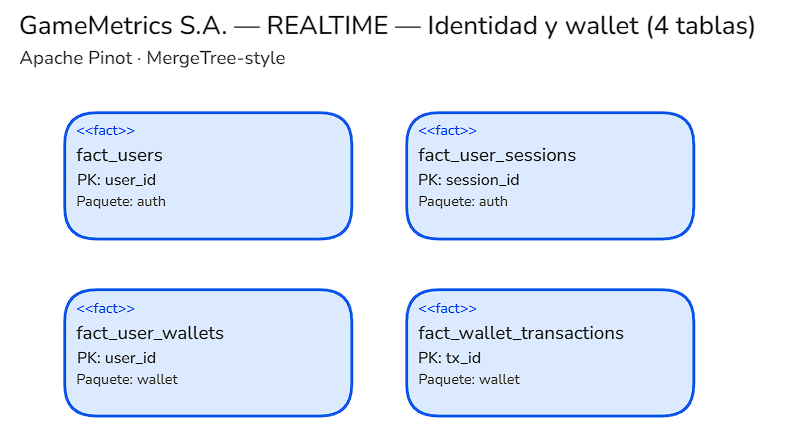 GameMetrics S.A. — REALTIME — Identidad y wallet (4 tablas)
Apache Pinot · MergeTree-style
<<fact>>
fact_users
PK: user_id
Paquete: auth
<<fact>>
fact_user_sessions
PK: session_id
Paquete: auth
<<fact>>
fact_user_wallets
PK: user_id
Paquete: wallet
<<fact>>
fact_wallet_transactions
PK: tx_id
Paquete: wallet